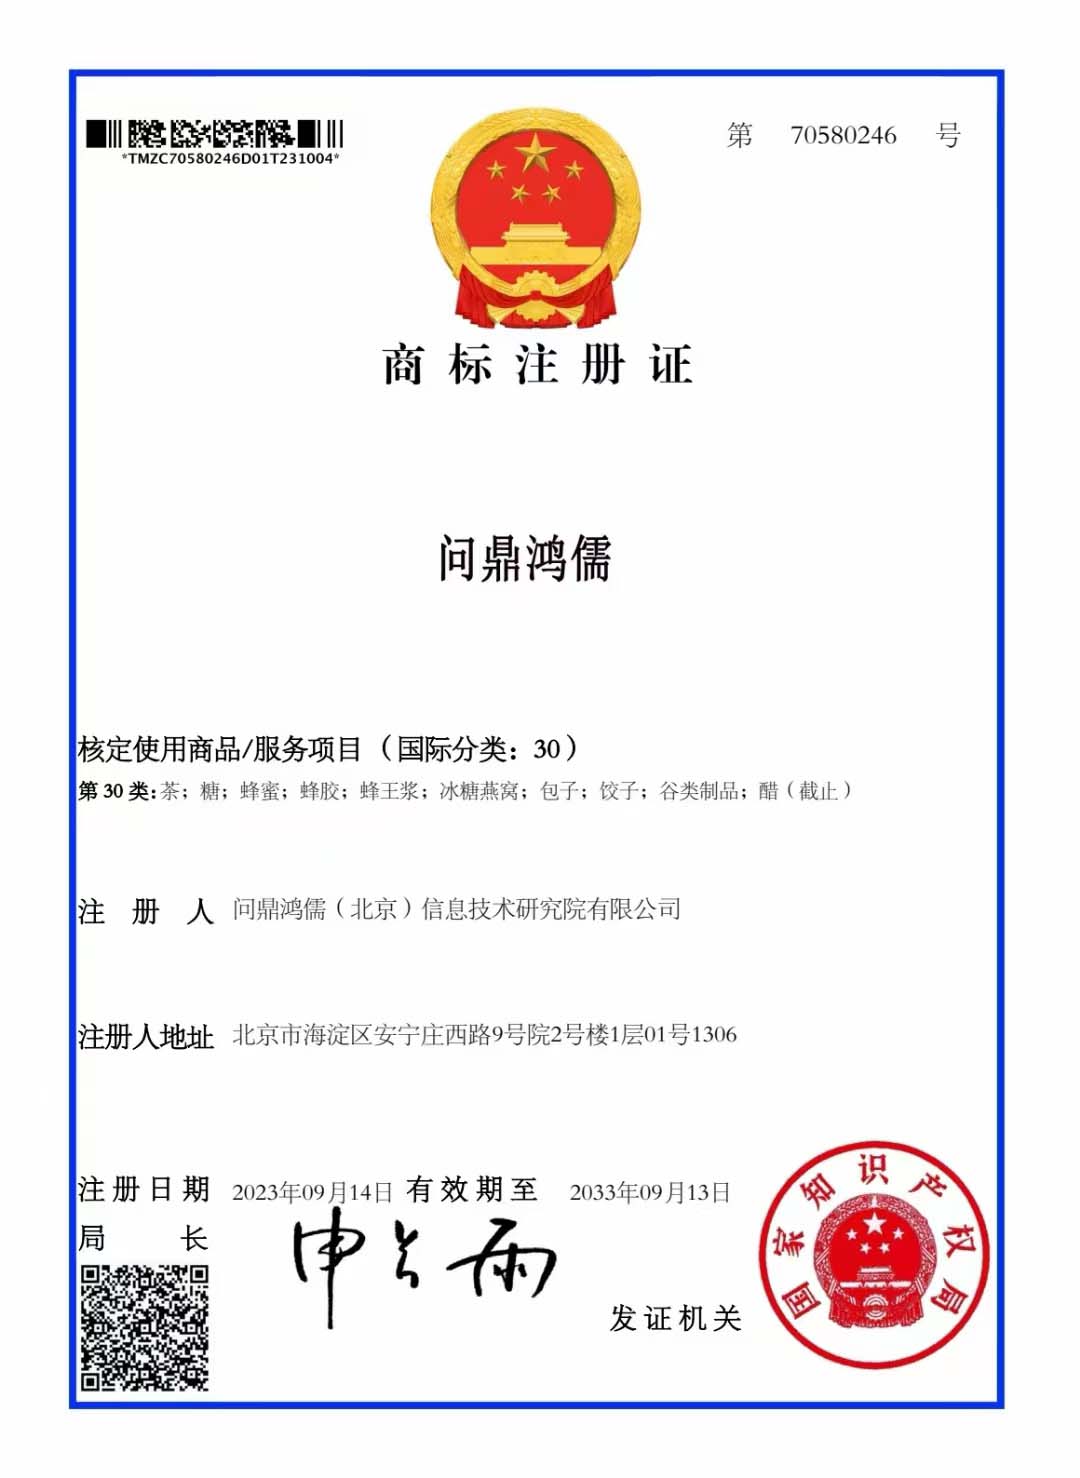 第 70580246 号
*TMZC70580246D01T231004*
商标注册证
问鼎鸿儒
核定使用商品/服务项目（国际分类：30）
第30类:茶；糖；蜂蜜；蜂胶；蜂王浆；冰糖燕窝；包子；饺子；谷类制品；醋（截止）
注册人 问鼎鸿儒（北京）信息技术研究院有限公司
注册人地址 北京市海淀区安宁庄西路9号院2号楼1层01号1306
注册日期 2023年09月14日 有效期至 2033年09月13日
局长 申长雨
发证机关
国家知识产权局